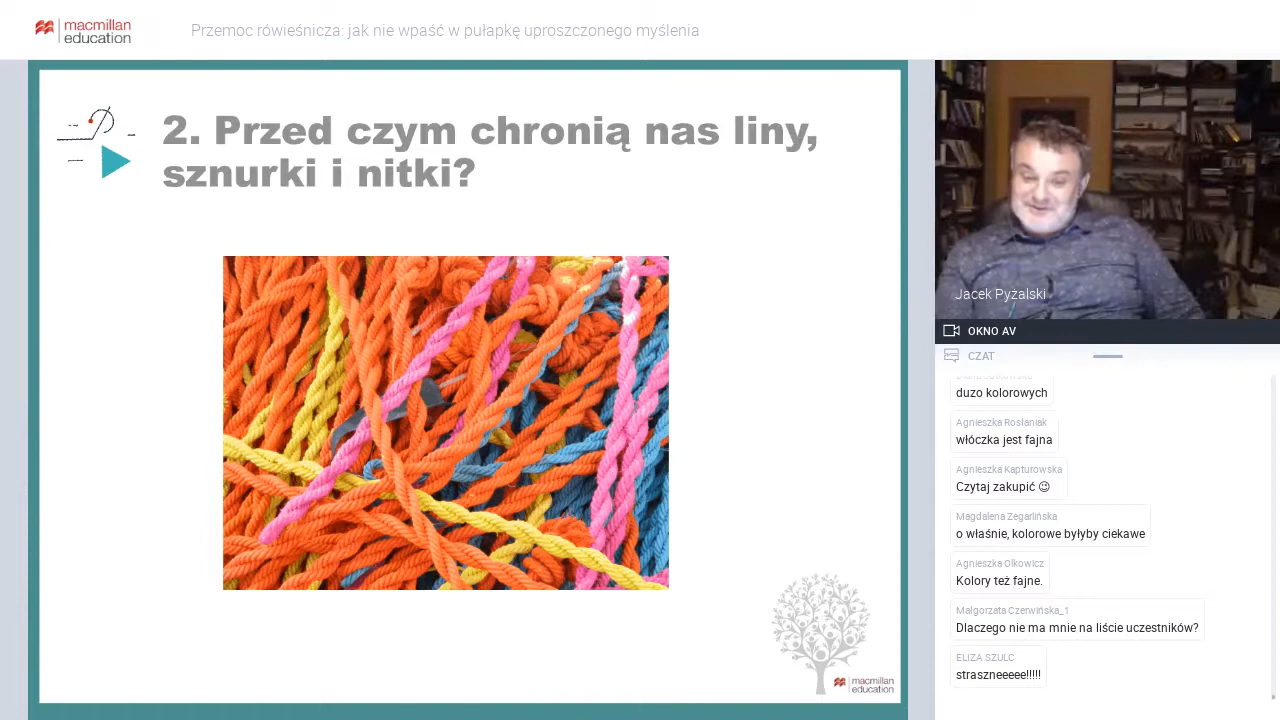 macmillan
education
Przemoc rówieśnicza: jak nie wpaść w pułapkę uproszczonego myślenia
2. Przed czym chronią nas liny,
sznurki i nitki?
macmillan
education
Jacek Pyżalski
OKNO AV
CZAT
duzo kolorowych
Agnieszka Rosłaniak
włóczka jest fajna
Agnieszka Kapturowska
Czytaj zakupić 😉
Magdalena Zegarlińska
o właśnie, kolorowe byłyby ciekawe
Agnieszka Olkowicz
Kolory też fajne.
Małgorzata Czerwińska_1
Dlaczego nie ma mnie na liście uczestników?
ELIZA SZULC
straszneeeee!!!!!